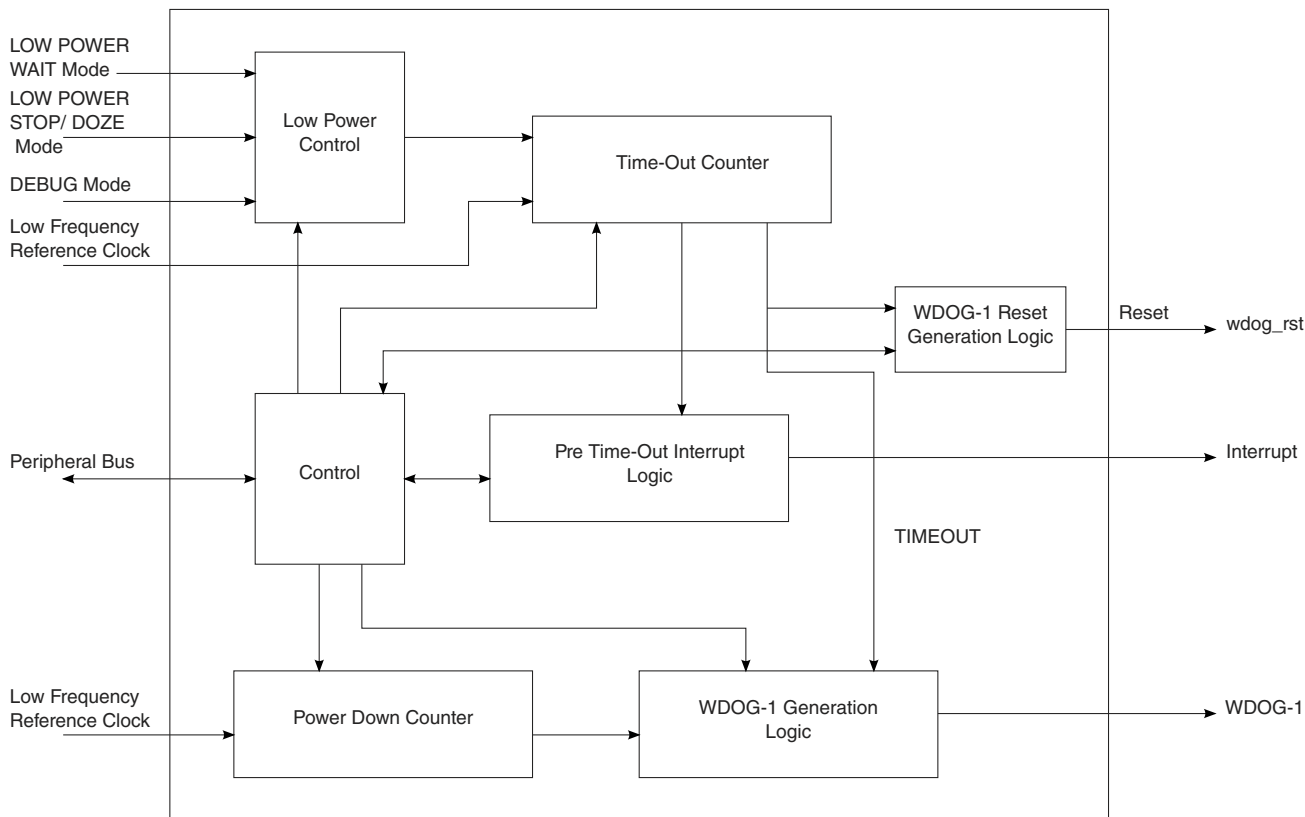 LOW POWER
WAIT Mode
LOW POWER
STOP/ DOZE
Mode
DEBUG Mode
Low Frequency
Reference Clock
Low Power
Control
Time-Out Counter
WDOG-1 Reset
Generation Logic
Reset
wdog_rst
Peripheral Bus
Control
Pre Time-Out Interrupt
Logic
Interrupt
TIMEOUT
Low Frequency
Reference Clock
Power Down Counter
WDOG-1 Generation
Logic
WDOG-1